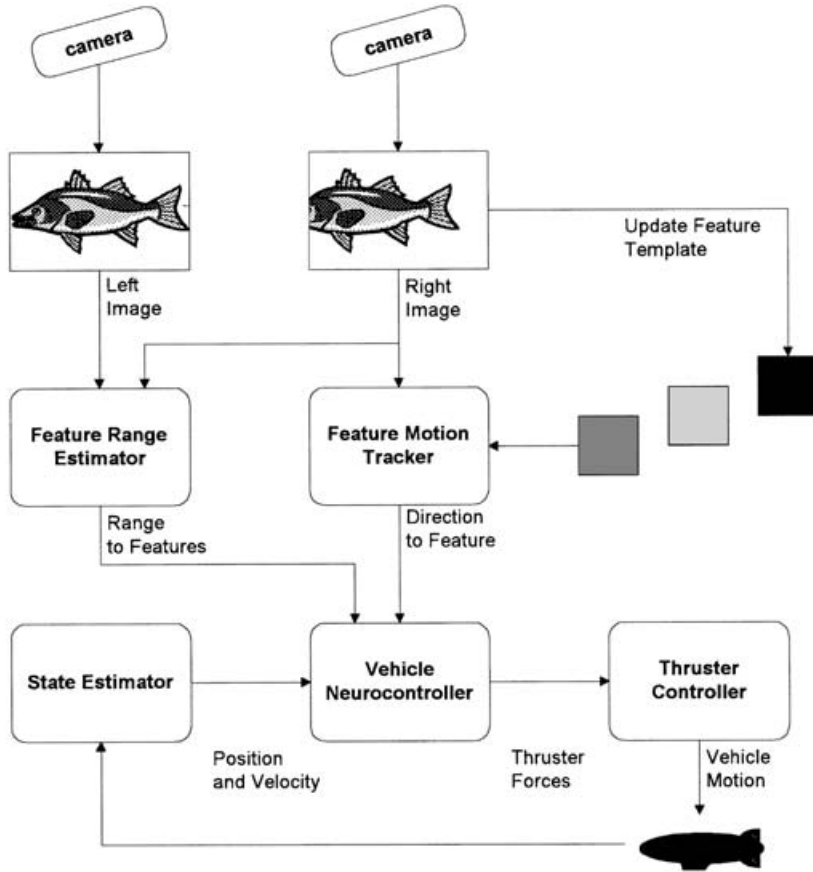 camera
camera
Left
Image
Right
Image
Update Feature
Template
Feature Range
Estimator
Feature Motion
Tracker
Range
to Features
Direction
to Feature
State Estimator
Vehicle
Neurocontroller
Thruster
Controller
Position
and Velocity
Thruster
Forces
Vehicle
Motion